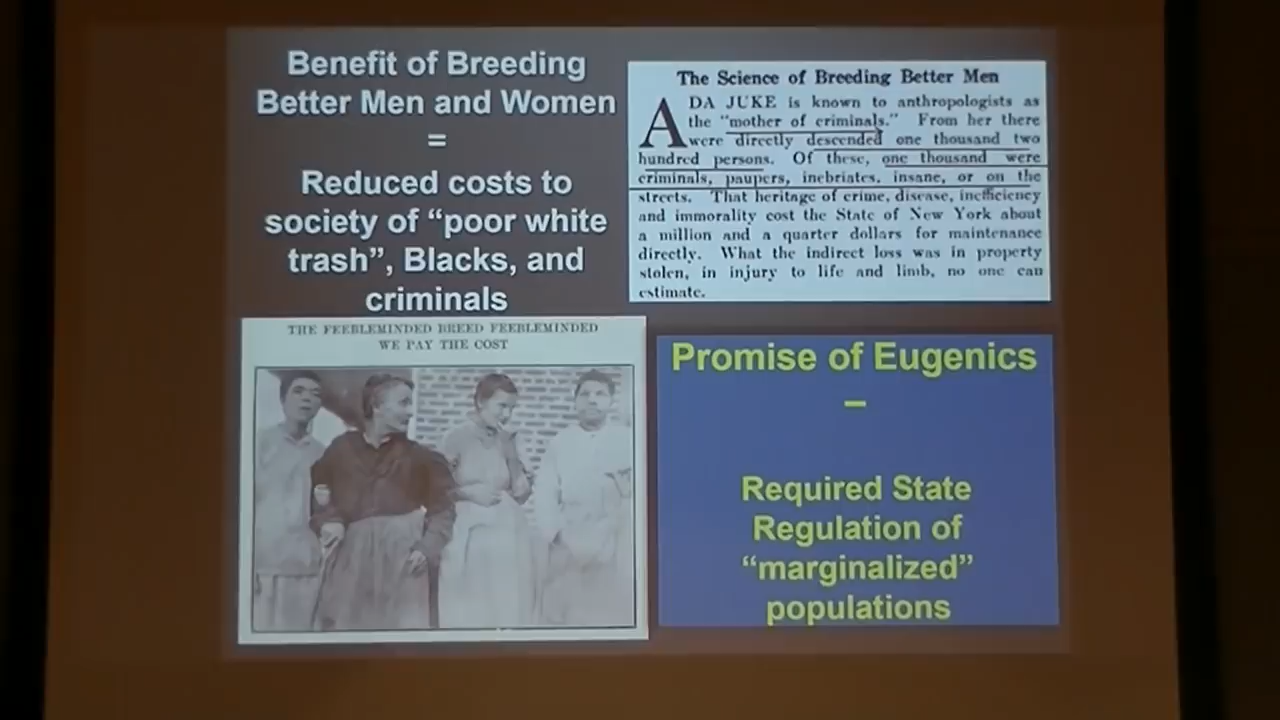 Benefit of Breeding
Better Men and Women
=
Reduced costs to
society of “poor white
trash”, Blacks, and
criminals
The Science of Breeding Better Men
ADA JUKE is known to anthropologists as
the "mother of criminals." From her there
were directly descended one thousand two
hundred persons. Of these, one thousand were
criminals, paupers, inebriates, insane, or on the
streets. That heritage of crime, disease, inefficiency
and immorality cost the State of New York about
a million and a quarter dollars for maintenance
directly. What the indirect loss was in property
stolen, in injury to life and limb, no one can
estimate.
THE FEEBLEMINDED BREED FEEBLEMINDED
WE PAY THE COST
Promise of Eugenics
–
Required State
Regulation of
“marginalized”
populations